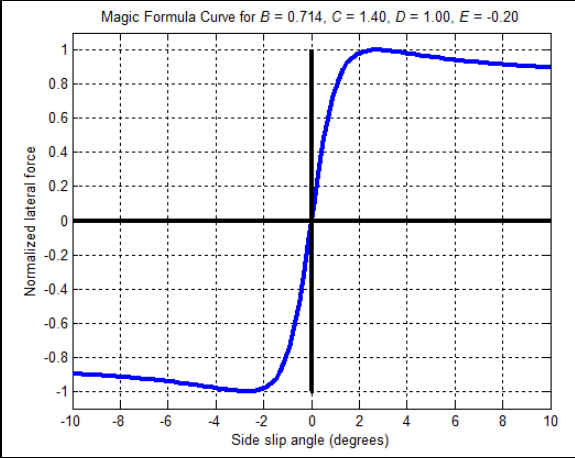 Magic Formula Curve for B = 0.714, C = 1.40, D = 1.00, E = -0.20
1
0.8
0.6
0.4
0.2
0
-0.2
-0.4
-0.6
-0.8
-1
Normalized lateral force
-10 -8 -6 -4 -2 0 2 4 6 8 10
Side slip angle (degrees)